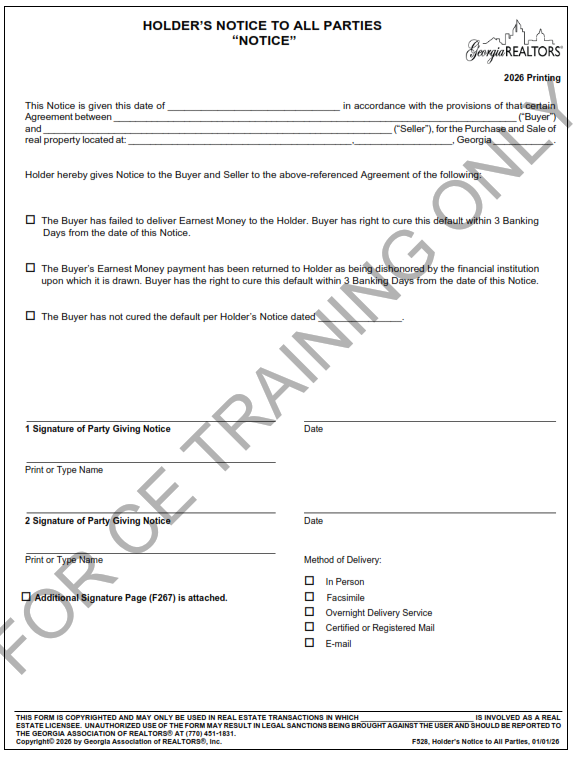 HOLDER'S NOTICE TO ALL PARTIES
"NOTICE"
Georgia REALTORS®
2026 Printing
This Notice is given this date of ______________________________ in accordance with the provisions of that certain
Agreement between ______________________________ ("Buyer")
and ______________________________ ("Seller"), for the Purchase and Sale of
real property located at: ______________________________, ______________, Georgia __________.
Holder hereby gives Notice to the Buyer and Seller to the above-referenced Agreement of the following:
☐ The Buyer has failed to deliver Earnest Money to the Holder. Buyer has right to cure this default within 3 Banking
Days from the date of this Notice.
☐ The Buyer's Earnest Money payment has been returned to Holder as being dishonored by the financial institution
upon which it is drawn. Buyer has the right to cure this default within 3 Banking Days from the date of this Notice.
☐ The Buyer has not cured the default per Holder's Notice dated _______________.
1 Signature of Party Giving Notice
Date
Print or Type Name
2 Signature of Party Giving Notice
Date
Print or Type Name
Method of Delivery:
☐ In Person
☐ Additional Signature Page (F267) is attached.
☐ Facsimile
☐ Overnight Delivery Service
☐ Certified or Registered Mail
☐ E-mail
FOR CE TRAINING ONLY
THIS FORM IS COPYRIGHTED AND MAY ONLY BE USED IN REAL ESTATE TRANSACTIONS IN WHICH ______________________________ IS INVOLVED AS A REAL
ESTATE LICENSEE. UNAUTHORIZED USE OF THE FORM MAY RESULT IN LEGAL SANCTIONS BEING BROUGHT AGAINST THE USER AND SHOULD BE REPORTED TO
THE GEORGIA ASSOCIATION OF REALTORS® AT (770) 451-1831.
Copyright© 2026 by Georgia Association of REALTORS®, Inc.
F528, Holder's Notice to All Parties, 01/01/26